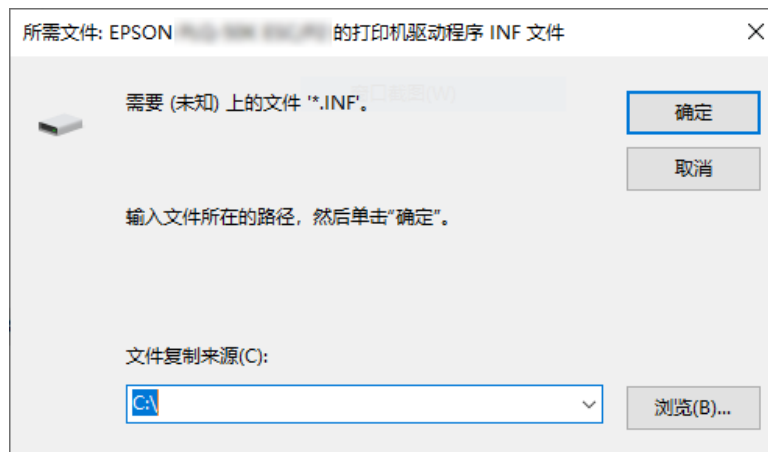 所需文件: EPSON 的打印机驱动程序 INF 文件
需要 (未知) 上的文件 '*.INF'。
确定
取消
输入文件所在的路径，然后单击“确定”。
文件复制来源(C):
C:\
浏览(B)...